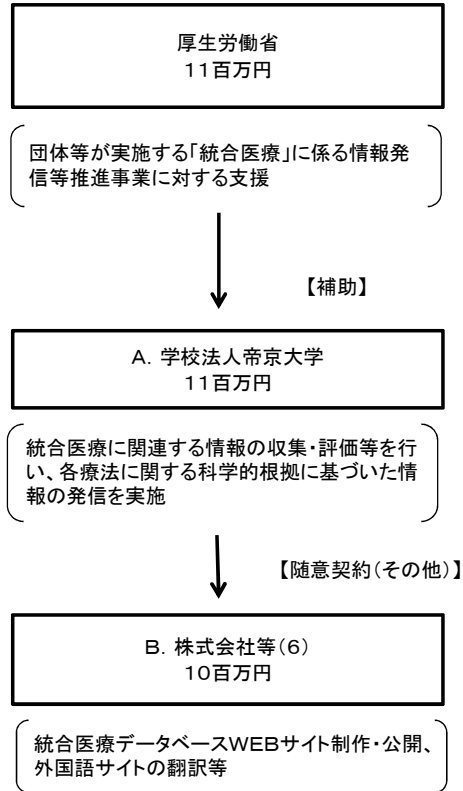 厚生労働省
11百万円
団体等が実施する「統合医療」に係る情報発
信等推進事業に対する支援
【補助】
A．学校法人帝京大学
11百万円
統合医療に関連する情報の収集・評価等を行
い、各療法に関する科学的根拠に基づいた情
報の発信を実施
【随意契約(その他)】
B．株式会社等(6)
10百万円
統合医療データベースWEBサイト制作・公開、
外国語サイトの翻訳等